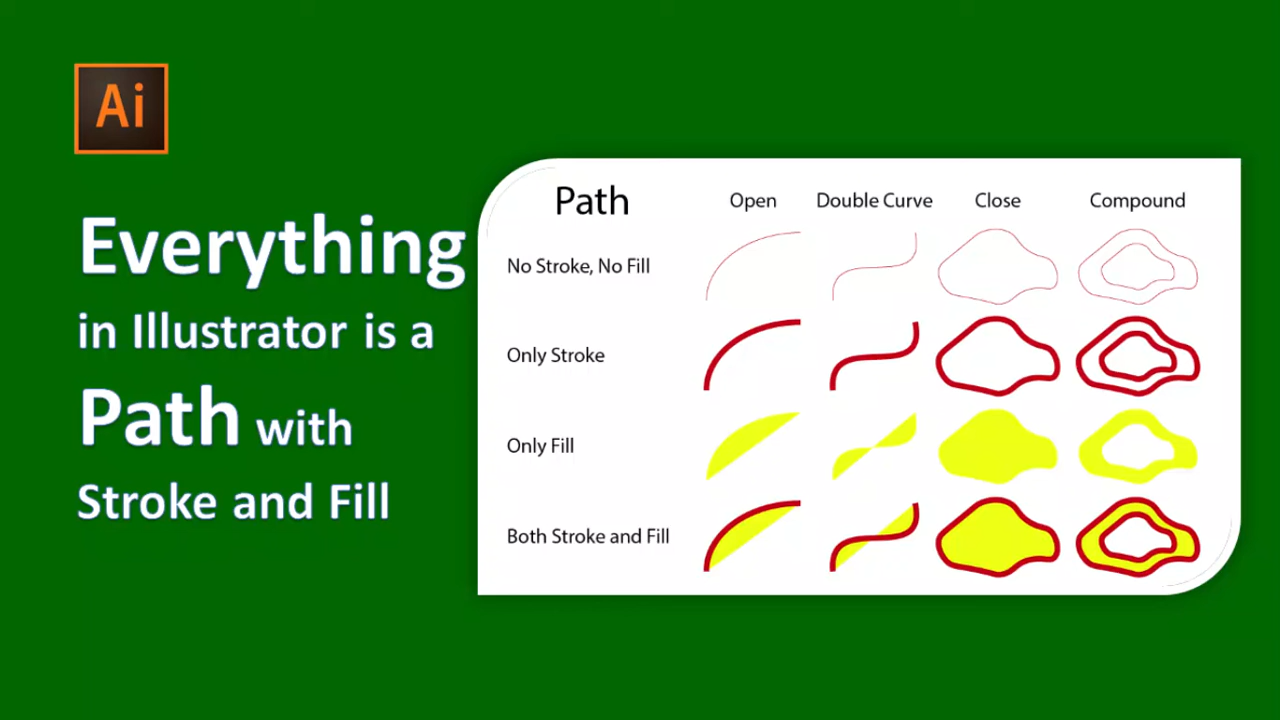 Ai
Everything
in Illustrator is a
Path with
Stroke and Fill
Path Open Double Curve Close Compound
No Stroke, No Fill
Only Stroke
Only Fill
Both Stroke and Fill